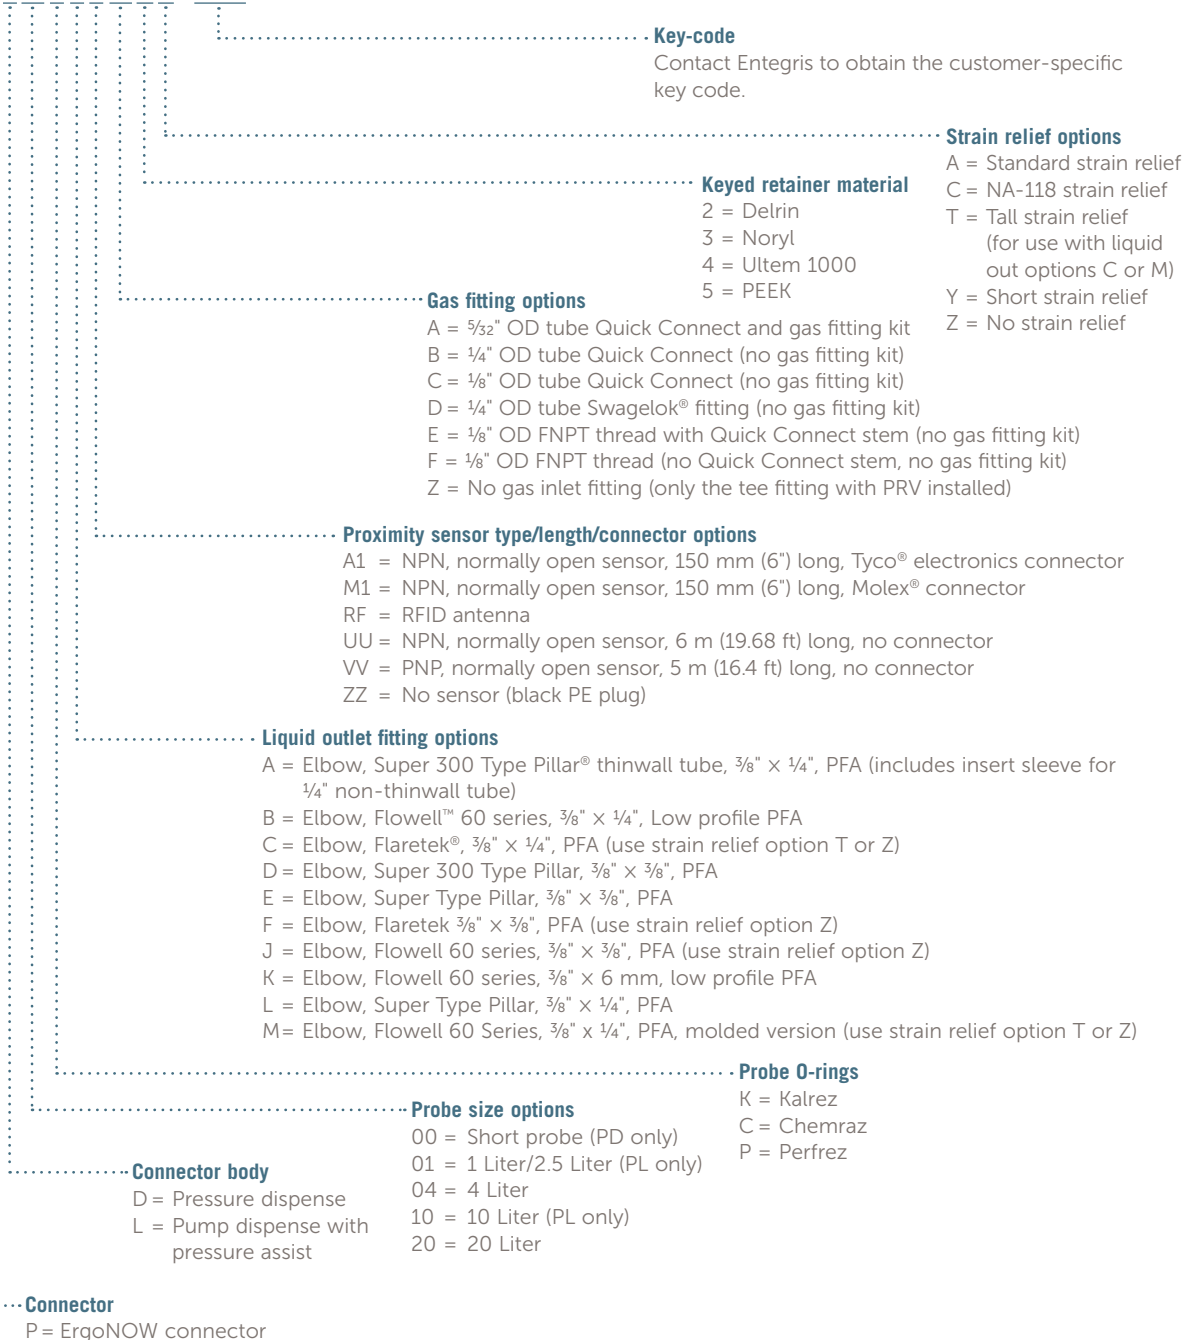 Key-code
Contact Entegris to obtain the customer-specific
key code.
Strain relief options
A = Standard strain relief
C = NA-118 strain relief
T = Tall strain relief
(for use with liquid
out options C or M)
Y = Short strain relief
Z = No strain relief
Keyed retainer material
2 = Delrin
3 = Noryl
4 = Ultem 1000
5 = PEEK
Gas fitting options
A = 5/32" OD tube Quick Connect and gas fitting kit
B = 1/4" OD tube Quick Connect (no gas fitting kit)
C = 1/8" OD tube Quick Connect (no gas fitting kit)
D = 1/4" OD tube Swagelok® fitting (no gas fitting kit)
E = 1/8" OD FNPT thread with Quick Connect stem (no gas fitting kit)
F = 1/8" OD FNPT thread (no Quick Connect stem, no gas fitting kit)
Z = No gas inlet fitting (only the tee fitting with PRV installed)
Proximity sensor type/length/connector options
A1 = NPN, normally open sensor, 150 mm (6") long, Tyco® electronics connector
M1 = NPN, normally open sensor, 150 mm (6") long, Molex® connector
RF = RFID antenna
UU = NPN, normally open sensor, 6 m (19.68 ft) long, no connector
VV = PNP, normally open sensor, 5 m (16.4 ft) long, no connector
ZZ = No sensor (black PE plug)
Liquid outlet fitting options
A = Elbow, Super 300 Type Pillar® thinwall tube, 3/8" × 1/4", PFA (includes insert sleeve for
1/4" non-thinwall tube)
B = Elbow, Flowell™ 60 series, 3/8" × 1/4", Low profile PFA
C = Elbow, Flaretek®, 3/8" × 1/4", PFA (use strain relief option T or Z)
D = Elbow, Super 300 Type Pillar, 3/8" × 3/8", PFA
E = Elbow, Super Type Pillar, 3/8" × 3/8", PFA
F = Elbow, Flaretek 3/8" × 3/8", PFA (use strain relief option Z)
J = Elbow, Flowell 60 series, 3/8" × 3/8", PFA (use strain relief option Z)
K = Elbow, Flowell 60 series, 3/8" × 6 mm, low profile PFA
L = Elbow, Super Type Pillar, 3/8" × 1/4", PFA
M= Elbow, Flowell 60 Series, 3/8" x 1/4", PFA, molded version (use strain relief option T or Z)
Probe O-rings
K = Kalrez
C = Chemraz
P = Perfrez
Probe size options
00 = Short probe (PD only)
01 = 1 Liter/2.5 Liter (PL only)
04 = 4 Liter
10 = 10 Liter (PL only)
20 = 20 Liter
Connector body
D = Pressure dispense
L = Pump dispense with
pressure assist
Connector
P = ErgoNOW connector